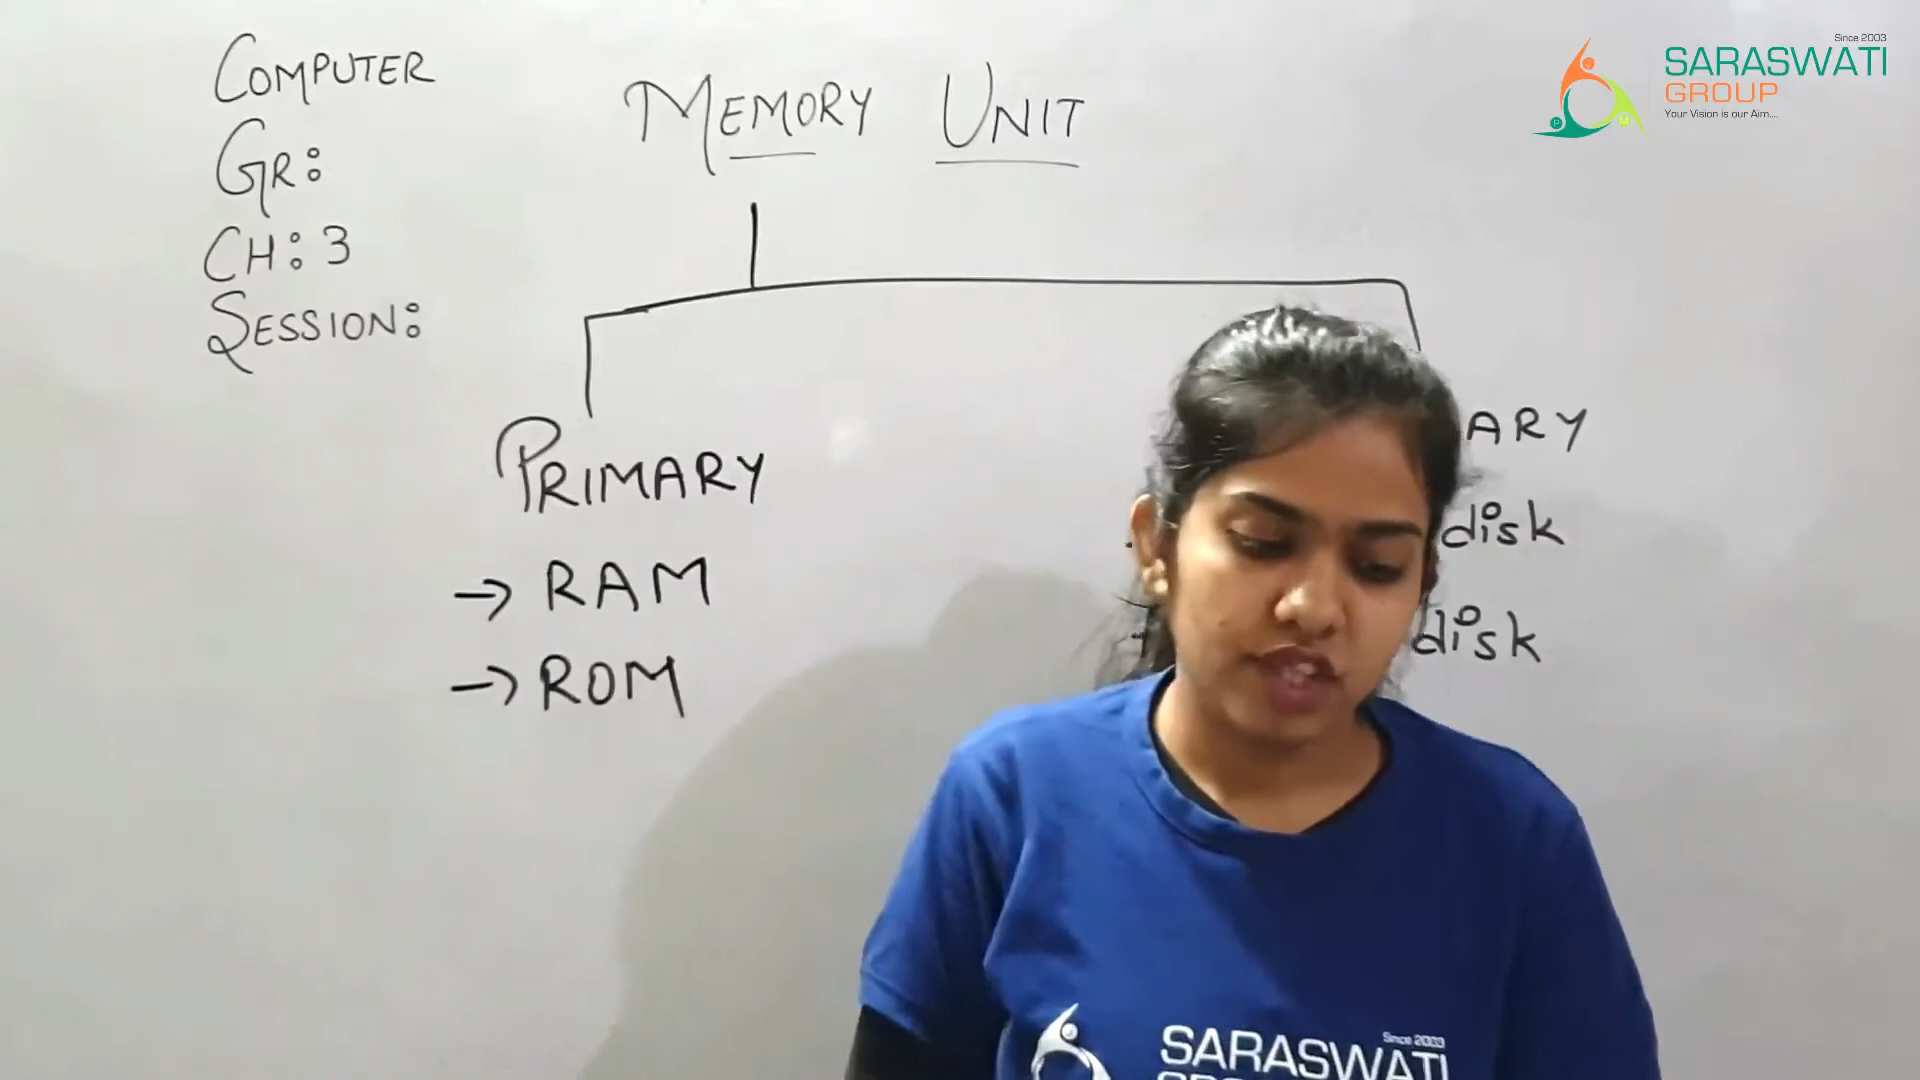 COMPUTER
GR:
CH: 3
SESSION:
MEMORY UNIT
PRIMARY
→ RAM
→ ROM
ARY
disk
disk
Since 2003
SARASWATI
GROUP
Your Vision is our Aim....
P
M
Since 2003
SARASWATI